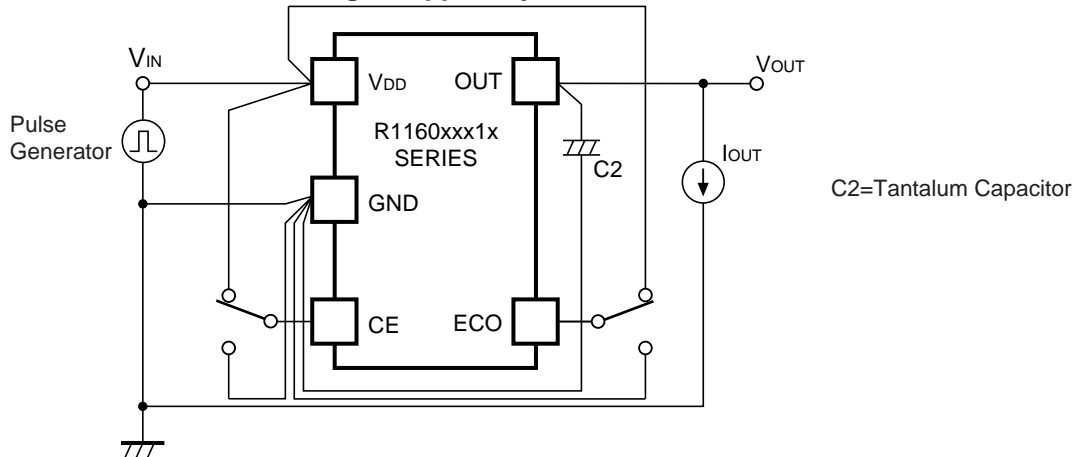 VIN
Pulse
Generator
VDD
OUT
VOUT
R1160xxx1x
SERIES
C2
IOUT
GND
C2=Tantalum Capacitor
CE
ECO